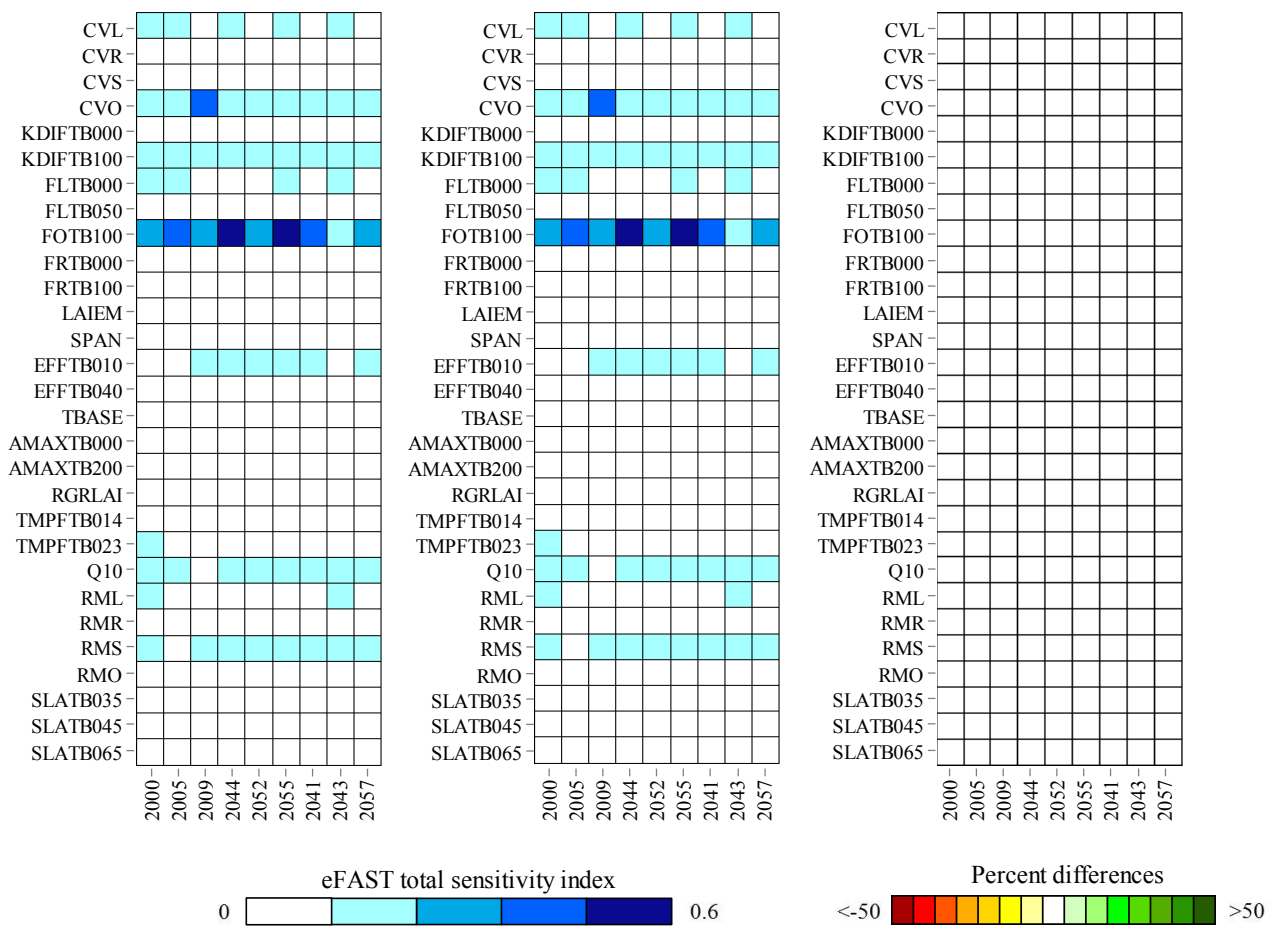 CVL
CVR
CVS
CVO
KDIFTB000
KDIFTB100
FLTB000
FLTB050
FOTB100
FRTB000
FRTB100
LAIEM
SPAN
EFFTB010
EFFTB040
TBASE
AMAXTB000
AMAXTB200
RGRLAI
TMPFTB014
TMPFTB023
Q10
RML
RMR
RMS
RMO
SLATB035
SLATB045
SLATB065
2000
2005
2009
2044
2052
2055
2041
2043
2057
CVL
CVR
CVS
CVO
KDIFTB000
KDIFTB100
FLTB000
FLTB050
FOTB100
FRTB000
FRTB100
LAIEM
SPAN
EFFTB010
EFFTB040
TBASE
AMAXTB000
AMAXTB200
RGRLAI
TMPFTB014
TMPFTB023
Q10
RML
RMR
RMS
RMO
SLATB035
SLATB045
SLATB065
2000
2005
2009
2044
2052
2055
2041
2043
2057
CVL
CVR
CVS
CVO
KDIFTB000
KDIFTB100
FLTB000
FLTB050
FOTB100
FRTB000
FRTB100
LAIEM
SPAN
EFFTB010
EFFTB040
TBASE
AMAXTB000
AMAXTB200
RGRLAI
TMPFTB014
TMPFTB023
Q10
RML
RMR
RMS
RMO
SLATB035
SLATB045
SLATB065
2000
2005
2009
2044
2052
2055
2041
2043
2057
eFAST total sensitivity index
0 0.6
Percent differences
<-50 >50